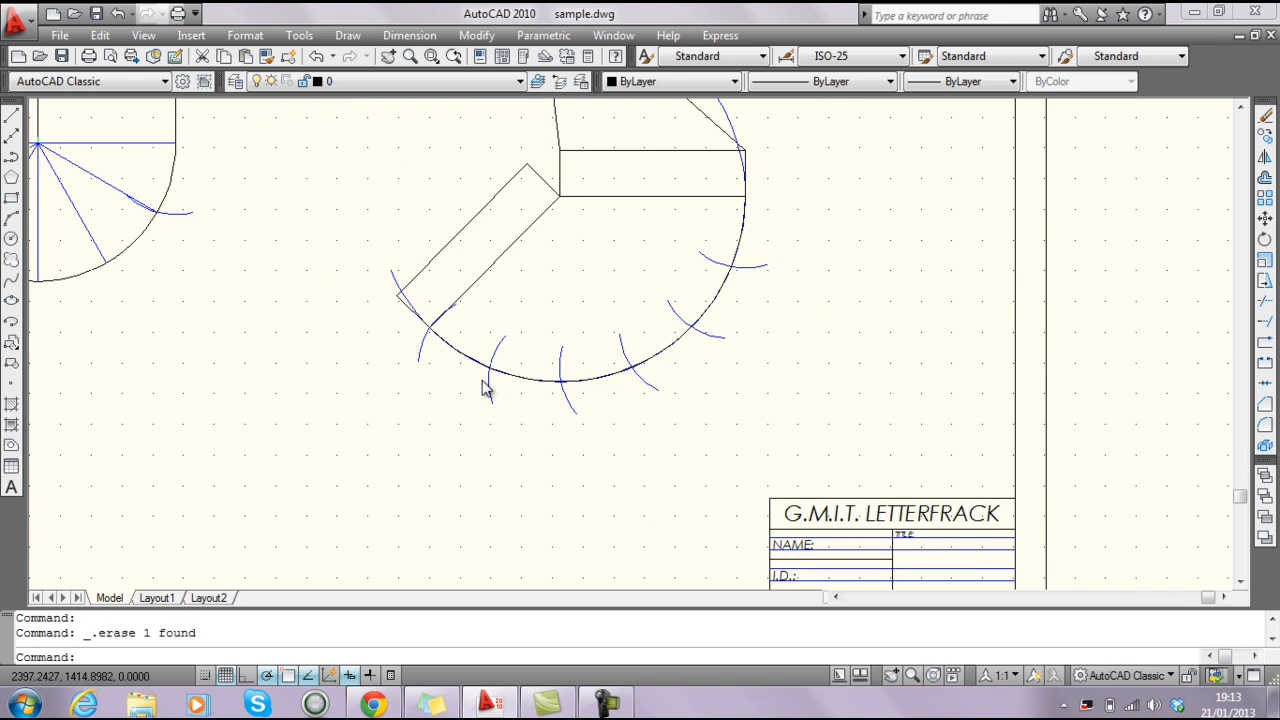 AutoCAD 2010 sample.dwg
Type a keyword or phrase
File Edit View Insert Format Tools Draw Dimension Modify Parametric Window Help Express
Standard ISO-25 Standard Standard
AutoCAD Classic 0 ByLayer ByLayer ByLayer ByColor
A
G.M.I.T. LETTERFRACK
NAME: TITLE
I.D.:
Model Layout1 Layout2
Command:
Command: _.erase 1 found
Command:
2397.2427, 1414.8982, 0.0000 1:1 AutoCAD Classic
19:13
21/01/2013